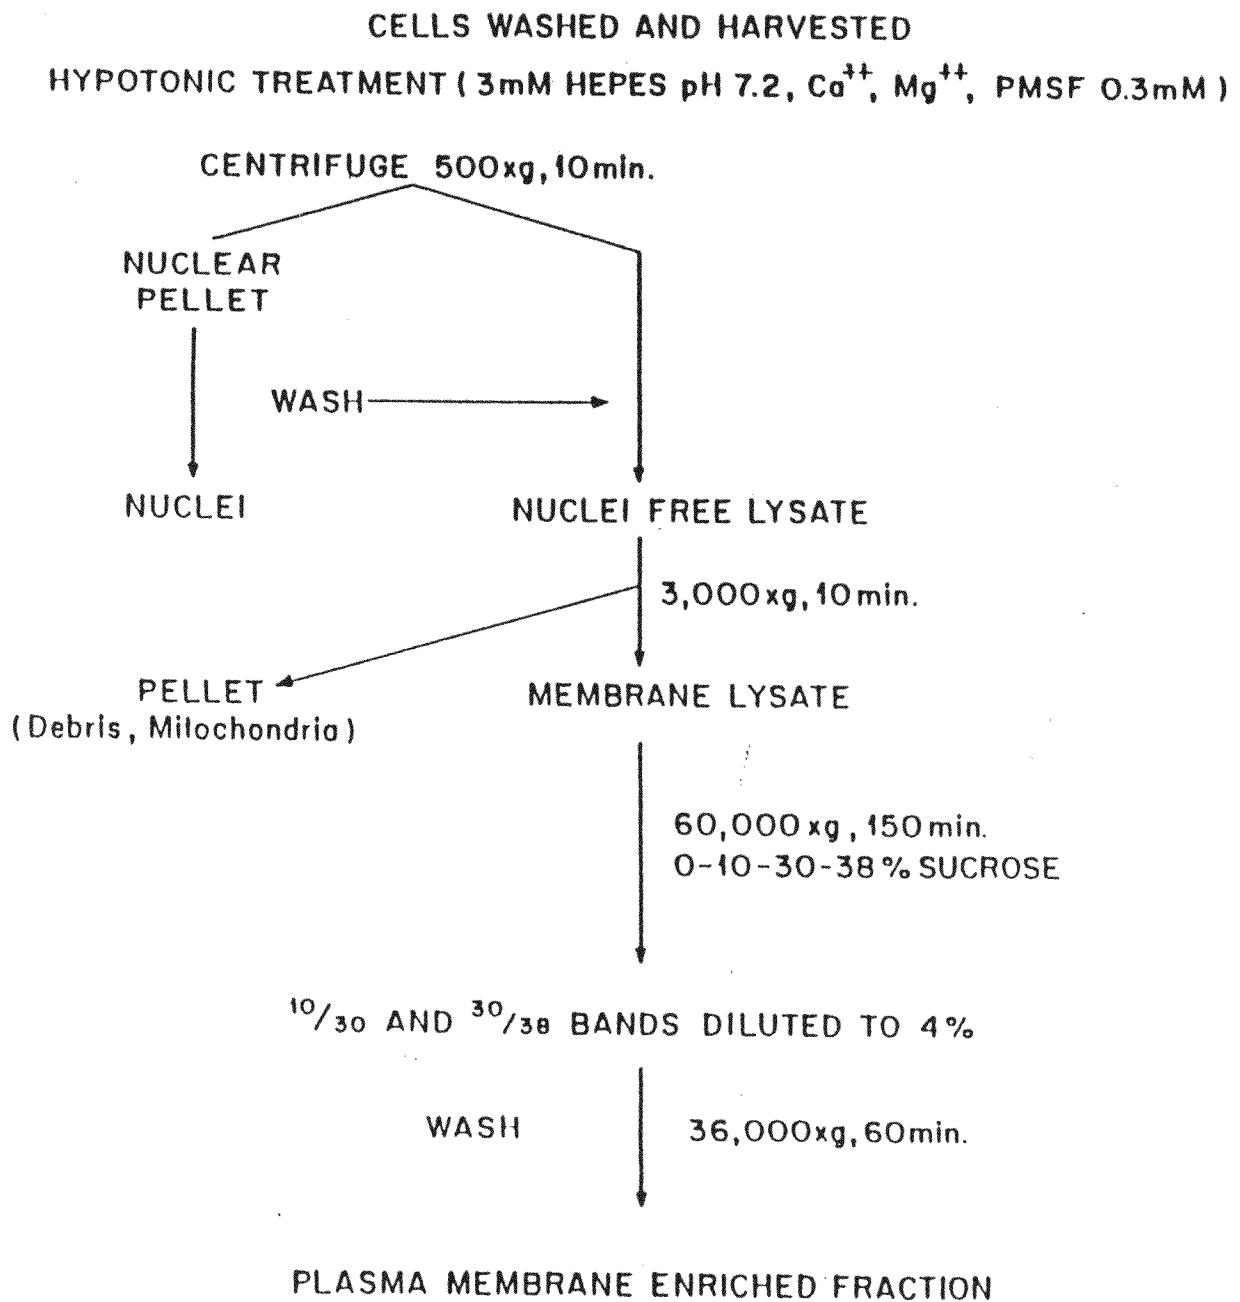 CELLS WASHED AND HARVESTED
HYPOTONIC TREATMENT ( 3mM HEPES pH 7.2, Ca⁺⁺, Mg⁺⁺, PMSF 0.3mM )
CENTRIFUGE 500xg, 10min.
NUCLEAR
PELLET
WASH
NUCLEI
NUCLEI FREE LYSATE
3,000xg, 10min.
PELLET
(Debris, Mitochondria)
MEMBRANE LYSATE
60,000xg, 150min.
0-10-30-38% SUCROSE
¹⁰/₃₀ AND ³⁰/₃₈ BANDS DILUTED TO 4%
WASH
36,000xg, 60min.
PLASMA MEMBRANE ENRICHED FRACTION